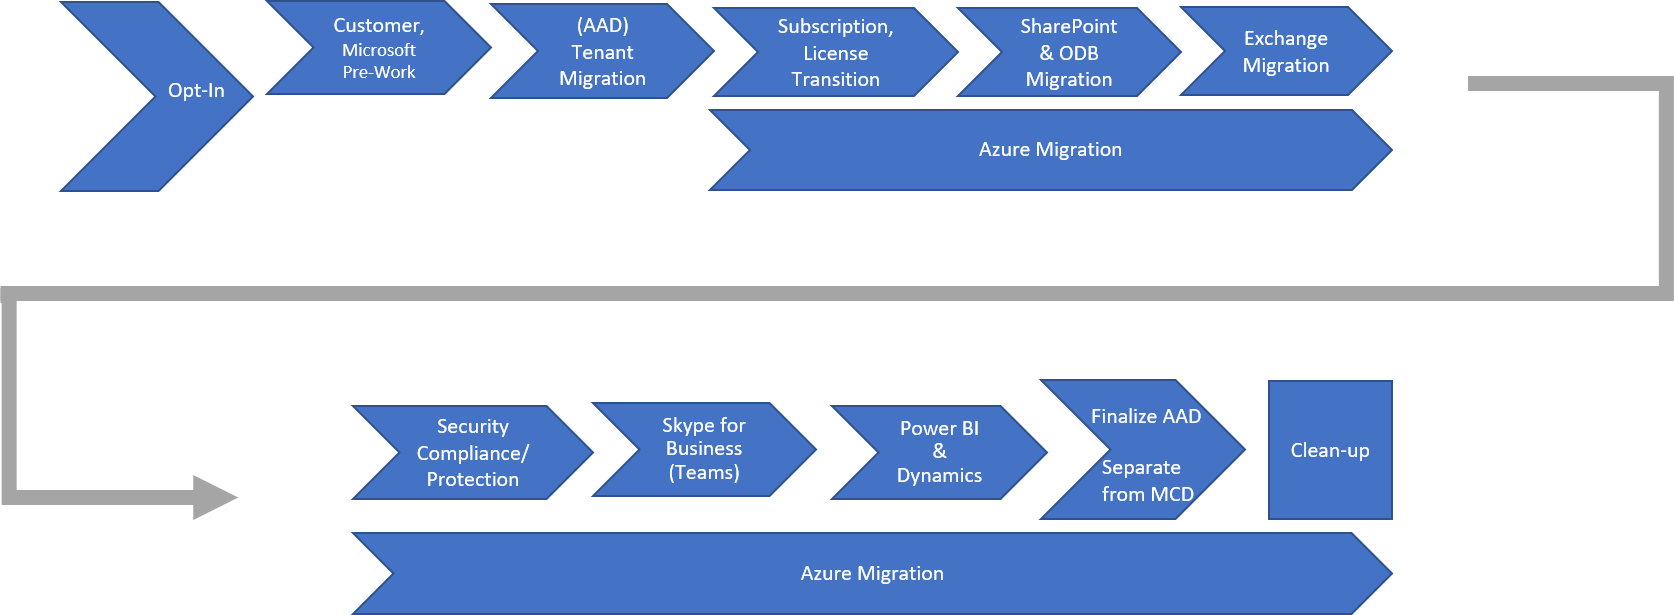 Opt-In
Customer,
Microsoft
Pre-Work
(AAD)
Tenant
Migration
Subscription,
License
Transition
SharePoint
& ODB
Migration
Exchange
Migration
Azure Migration
Security
Compliance/
Protection
Skype for
Business
(Teams)
Power BI
&
Dynamics
Finalize AAD
Separate
from MCD
Clean-up
Azure Migration